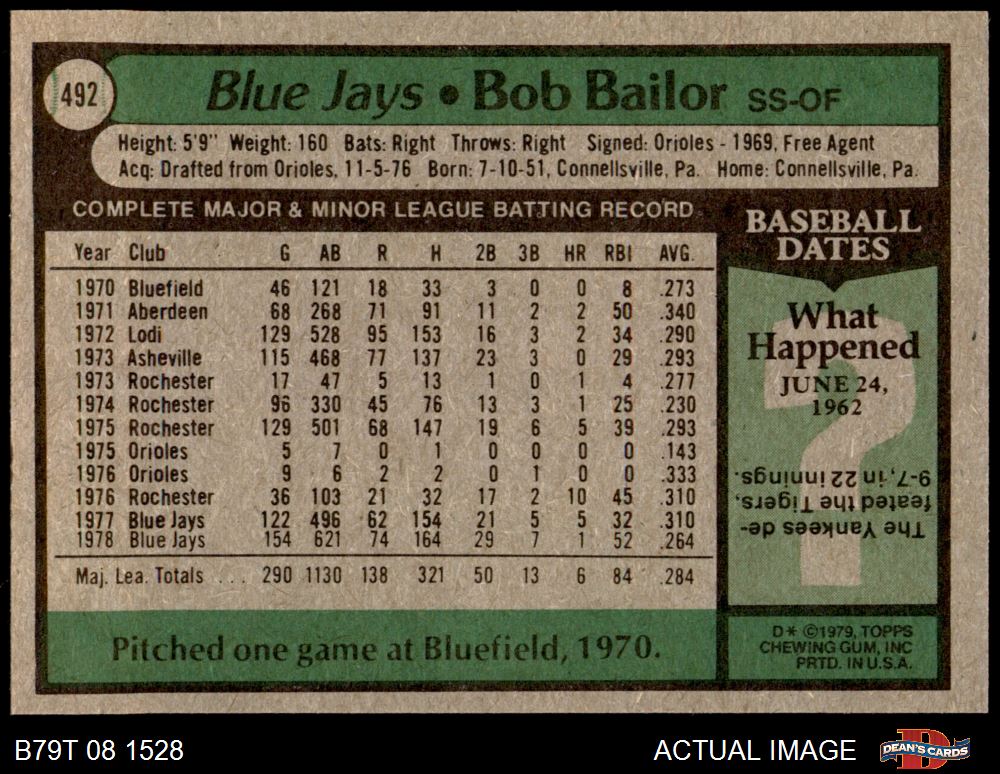 492
Blue Jays • Bob Bailor SS-OF
Height: 5'9" Weight: 160 Bats: Right Throws: Right Signed: Orioles - 1969, Free Agent
Acq: Drafted from Orioles, 11-5-76 Born: 7-10-51, Connellsville, Pa. Home: Connellsville, Pa.
COMPLETE MAJOR & MINOR LEAGUE BATTING RECORD
Year Club G AB R H 2B 3B HR RBI AVG.
1970 Bluefield 46 121 18 33 3 0 0 8 .273
1971 Aberdeen 68 268 71 91 11 2 2 50 .340
1972 Lodi 129 528 95 153 16 3 2 34 .290
1973 Asheville 115 468 77 137 23 3 0 29 .293
1973 Rochester 17 47 5 13 1 0 1 4 .277
1974 Rochester 96 330 45 76 13 3 1 25 .230
1975 Rochester 129 501 68 147 19 6 5 39 .293
1975 Orioles 5 7 0 1 0 0 0 0 .143
1976 Orioles 9 6 2 2 0 1 0 0 .333
1976 Rochester 36 103 21 32 17 2 10 45 .310
1977 Blue Jays 122 496 62 154 21 5 5 32 .310
1978 Blue Jays 154 621 74 164 29 7 1 52 .264
Maj. Lea. Totals ... 290 1130 138 321 50 13 6 84 .284
Pitched one game at Bluefield, 1970.
BASEBALL
DATES
What
Happened
JUNE 24,
1962
?
The Yankees de-
feated the Tigers,
9-7, in 22 innings.
D* ©1979, TOPPS
CHEWING GUM, INC
PRTD. IN U.S.A.
B79T 08 1528
ACTUAL IMAGE
DEAN'S CARDS